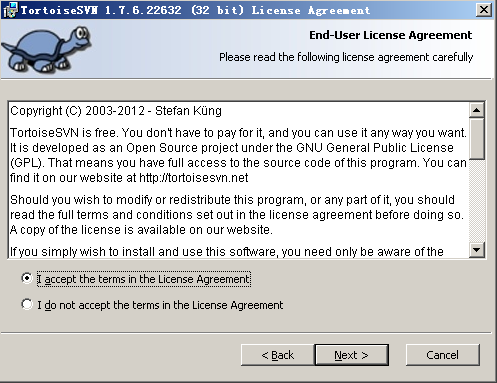 TortoiseSVN 1.7.6.22632 (32 bit) License Agreement
End-User License Agreement
Please read the following license agreement carefully
Copyright (C) 2003-2012 - Stefan Küng
TortoiseSVN is free. You don't have to pay for it, and you can use it any way you want.
It is developed as an Open Source project under the GNU General Public License
(GPL). That means you have full access to the source code of this program. You can
find it on our website at http://tortoisesvn.net
Should you wish to modify or redistribute this program, or any part of it, you should
read the full terms and conditions set out in the license agreement before doing so.
A copy of the license is available on our website.
If you simply wish to install and use this software, you need only be aware of the
I accept the terms in the License Agreement
I do not accept the terms in the License Agreement
< Back
Next >
Cancel